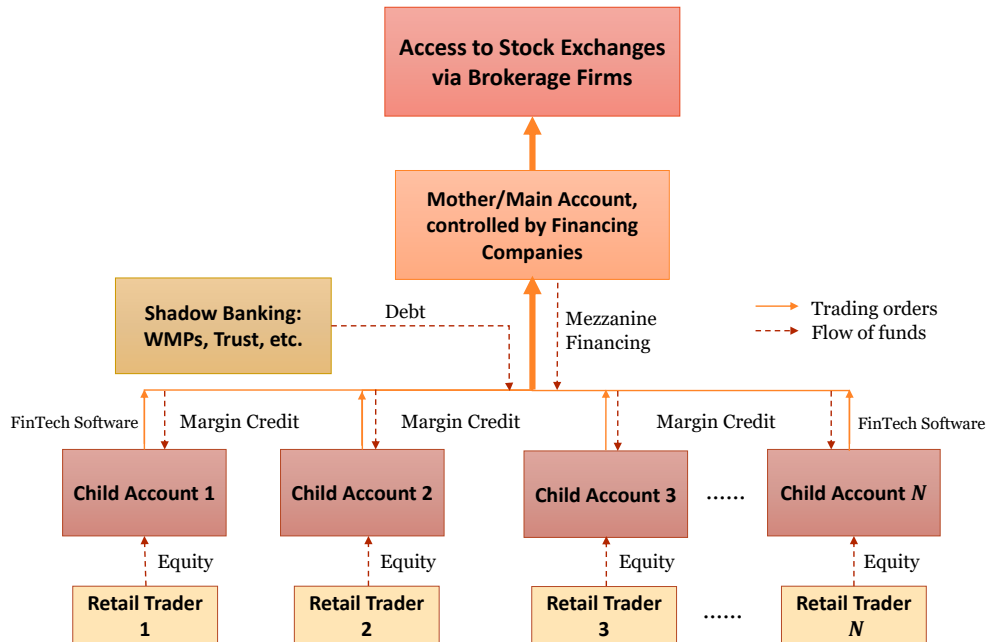 Access to Stock Exchanges
via Brokerage Firms
Mother/Main Account,
controlled by Financing
Companies
Shadow Banking:
WMPs, Trust, etc.
Debt
Mezzanine
Financing
Trading orders
Flow of funds
FinTech Software
Margin Credit
Margin Credit
Margin Credit
FinTech Software
Child Account 1
Child Account 2
Child Account 3
......
Child Account N
Equity
Equity
Equity
Equity
Retail Trader
1
Retail Trader
2
Retail Trader
3
......
Retail Trader
N